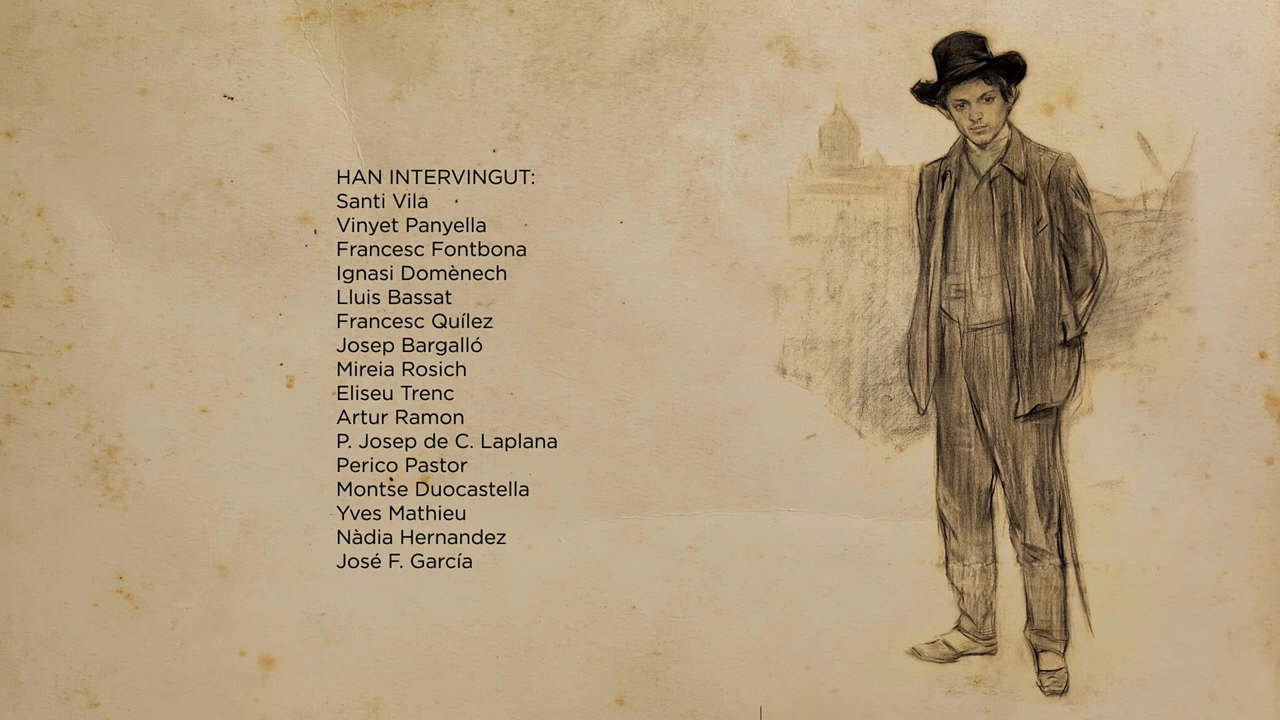 HAN INTERVINGUT:
Santi Vila
Vinyet Panyella
Francesc Fontbona
Ignasi Domènech
Lluis Bassat
Francesc Quílez
Josep Bargalló
Mireia Rosich
Eliseu Trenc
Artur Ramon
P. Josep de C. Laplana
Perico Pastor
Montse Duocastella
Yves Mathieu
Nàdia Hernandez
José F. García